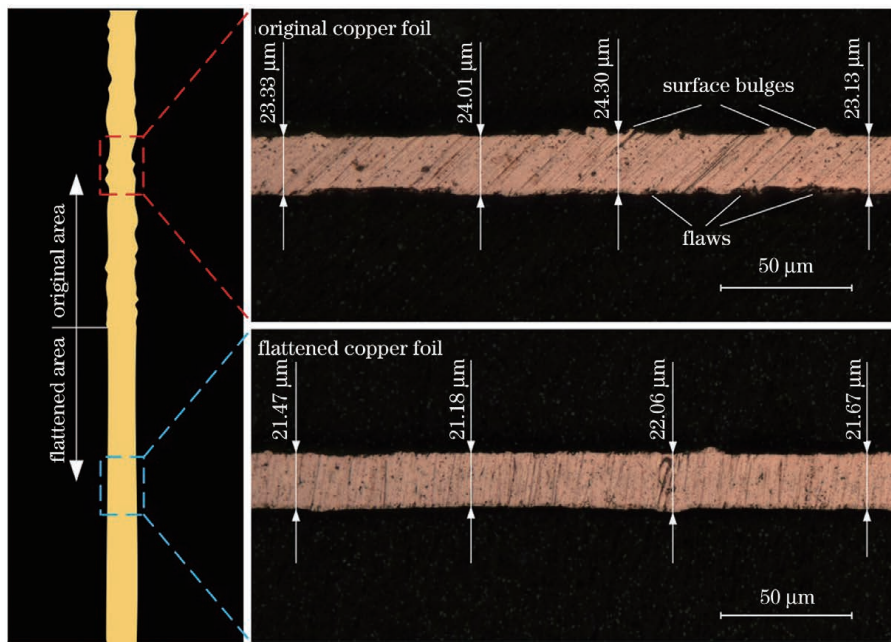 original area
flattened area
original copper foil
23.33 μm
24.01 μm
24.30 μm
surface bulges
23.13 μm
flaws
50 μm
flattened copper foil
21.47 μm
21.18 μm
22.06 μm
21.67 μm
50 μm